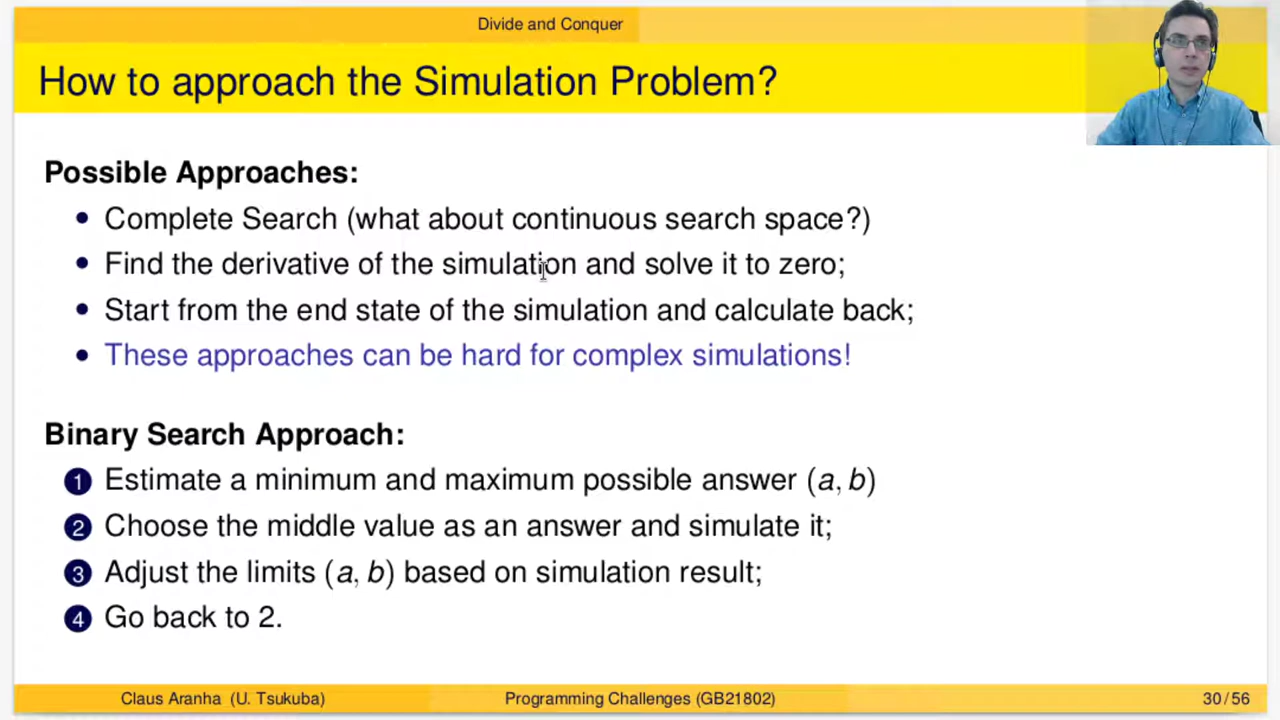 Divide and Conquer
How to approach the Simulation Problem?
Possible Approaches:
• Complete Search (what about continuous search space?)
• Find the derivative of the simulation and solve it to zero;
• Start from the end state of the simulation and calculate back;
• These approaches can be hard for complex simulations!
Binary Search Approach:
1 Estimate a minimum and maximum possible answer (a, b)
2 Choose the middle value as an answer and simulate it;
3 Adjust the limits (a, b) based on simulation result;
4 Go back to 2.
Claus Aranha (U. Tsukuba) Programming Challenges (GB21802) 30 / 56